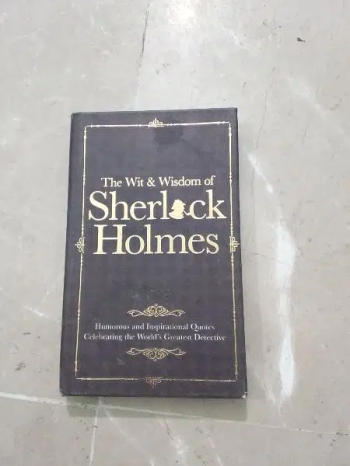 The Wit & Wisdom of
Sherlock
Holmes
Humorous and Inspirational Quotes
Celebrating the World's Greatest Detective